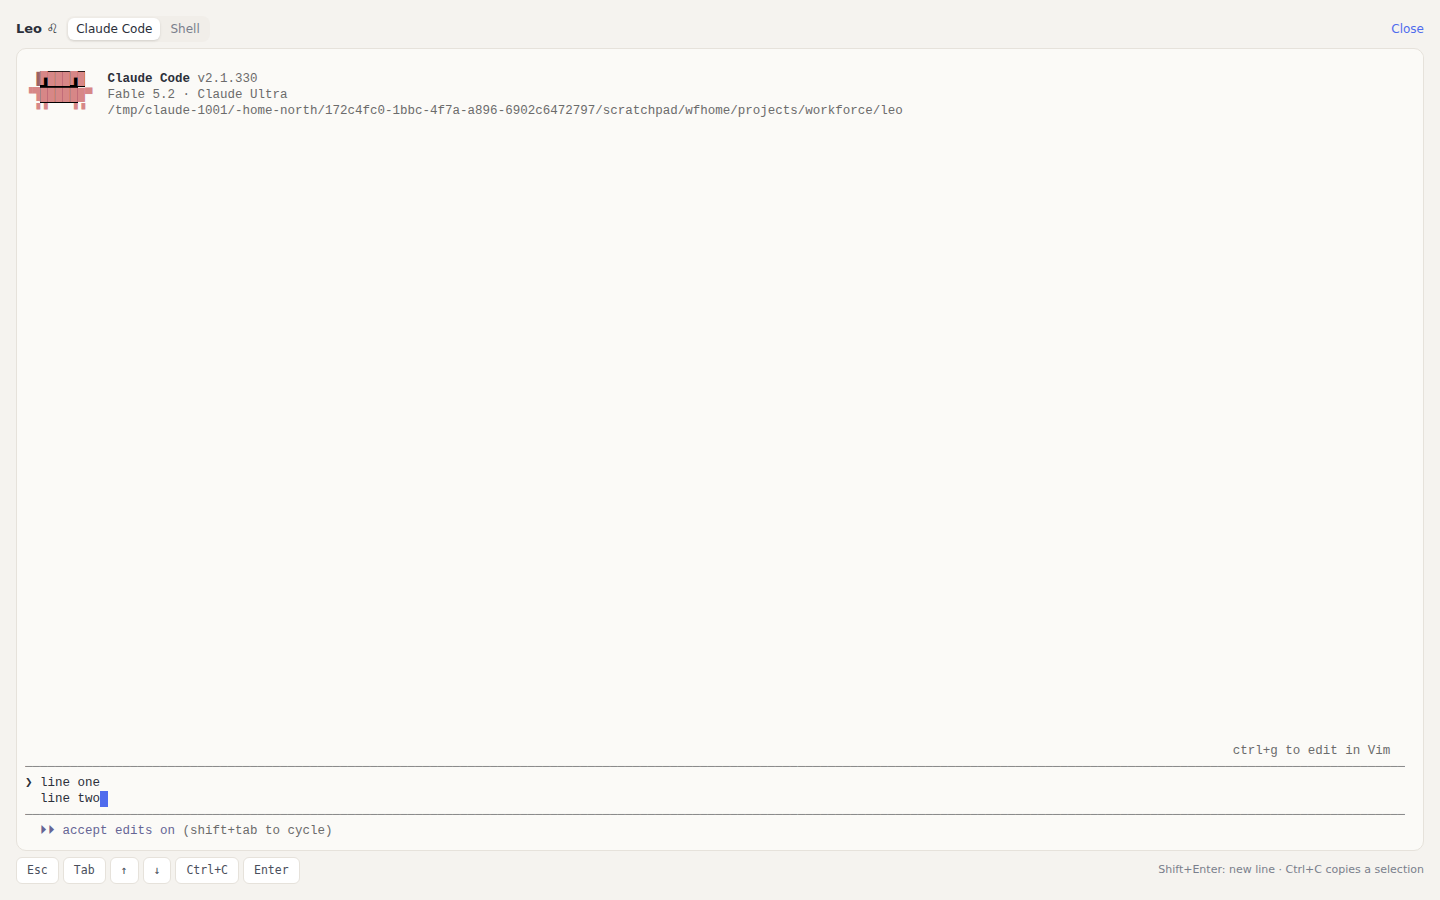 Leo ♌ Claude Code Shell Close
Claude Code v2.1.330
Fable 5.2 · Claude Ultra
/tmp/claude-1001/-home-north/172c4fc0-1bbc-4f7a-a896-6902c6472797/scratchpad/wfhome/projects/workforce/leo
ctrl+g to edit in Vim
❯ line one
line two
⏵⏵ accept edits on (shift+tab to cycle)
Esc Tab ↑ ↓ Ctrl+C Enter Shift+Enter: new line · Ctrl+C copies a selection